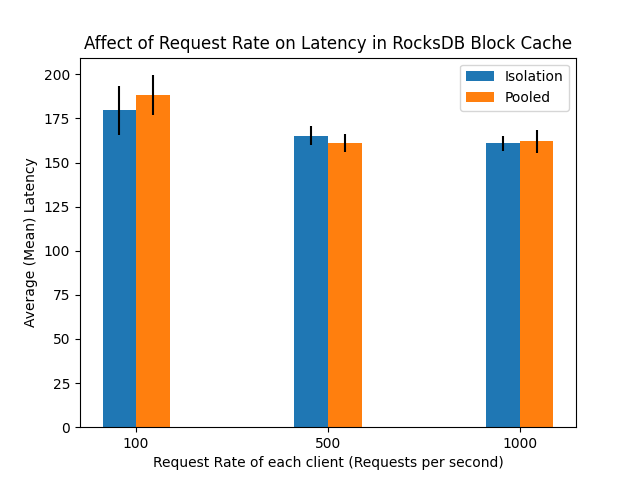 Affect of Request Rate on Latency in RocksDB Block Cache
Isolation
Pooled
Average (Mean) Latency
200
175
150
125
100
75
50
25
0
100
500
1000
Request Rate of each client (Requests per second)